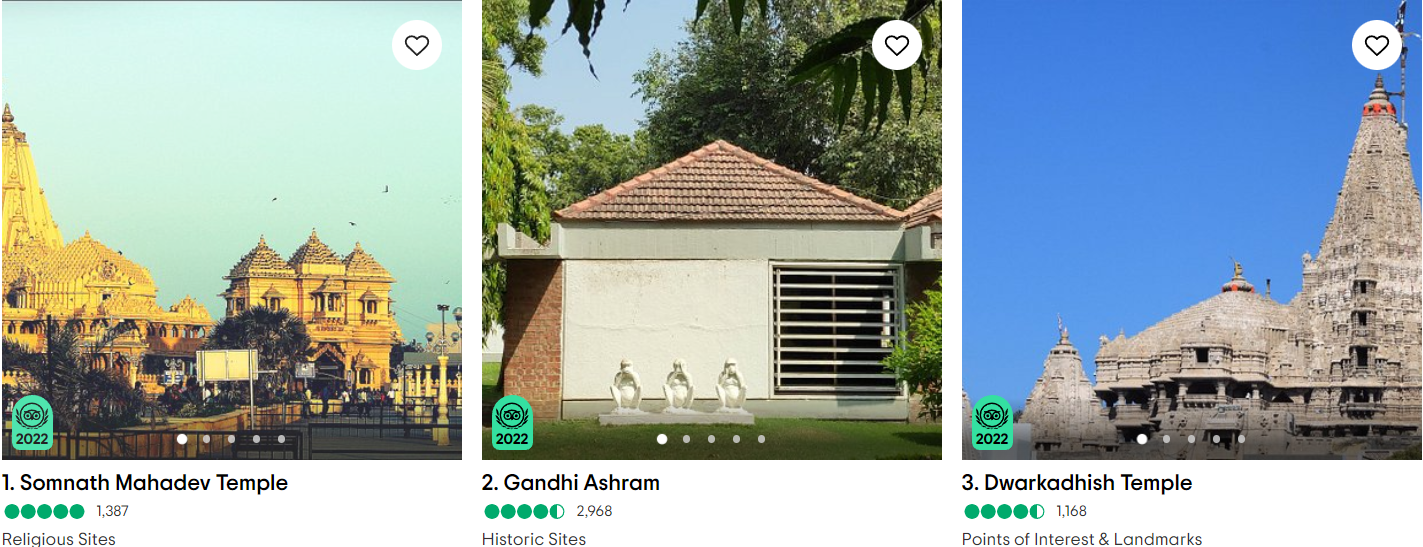 2022
2022
2022
1. Somnath Mahadev Temple
1,387
Religious Sites
2. Gandhi Ashram
2,968
Historic Sites
3. Dwarkadhish Temple
1,168
Points of Interest & Landmarks